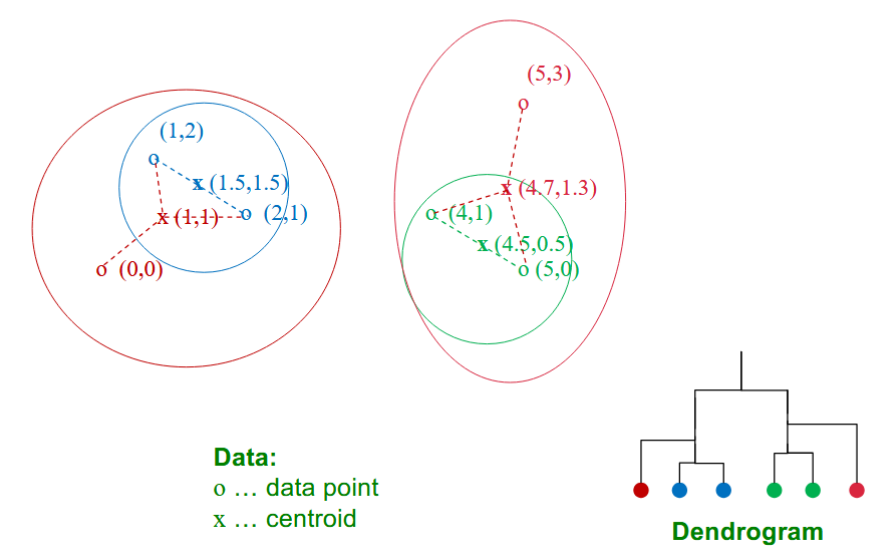 (5,3)
o
(1,2)
o
x (1.5,1.5)
x (4.7,1.3)
x (1,1)
o (2,1)
o (4,1)
x (4.5,0.5)
o (0,0)
o (5,0)
Data:
o … data point
x … centroid
Dendrogram